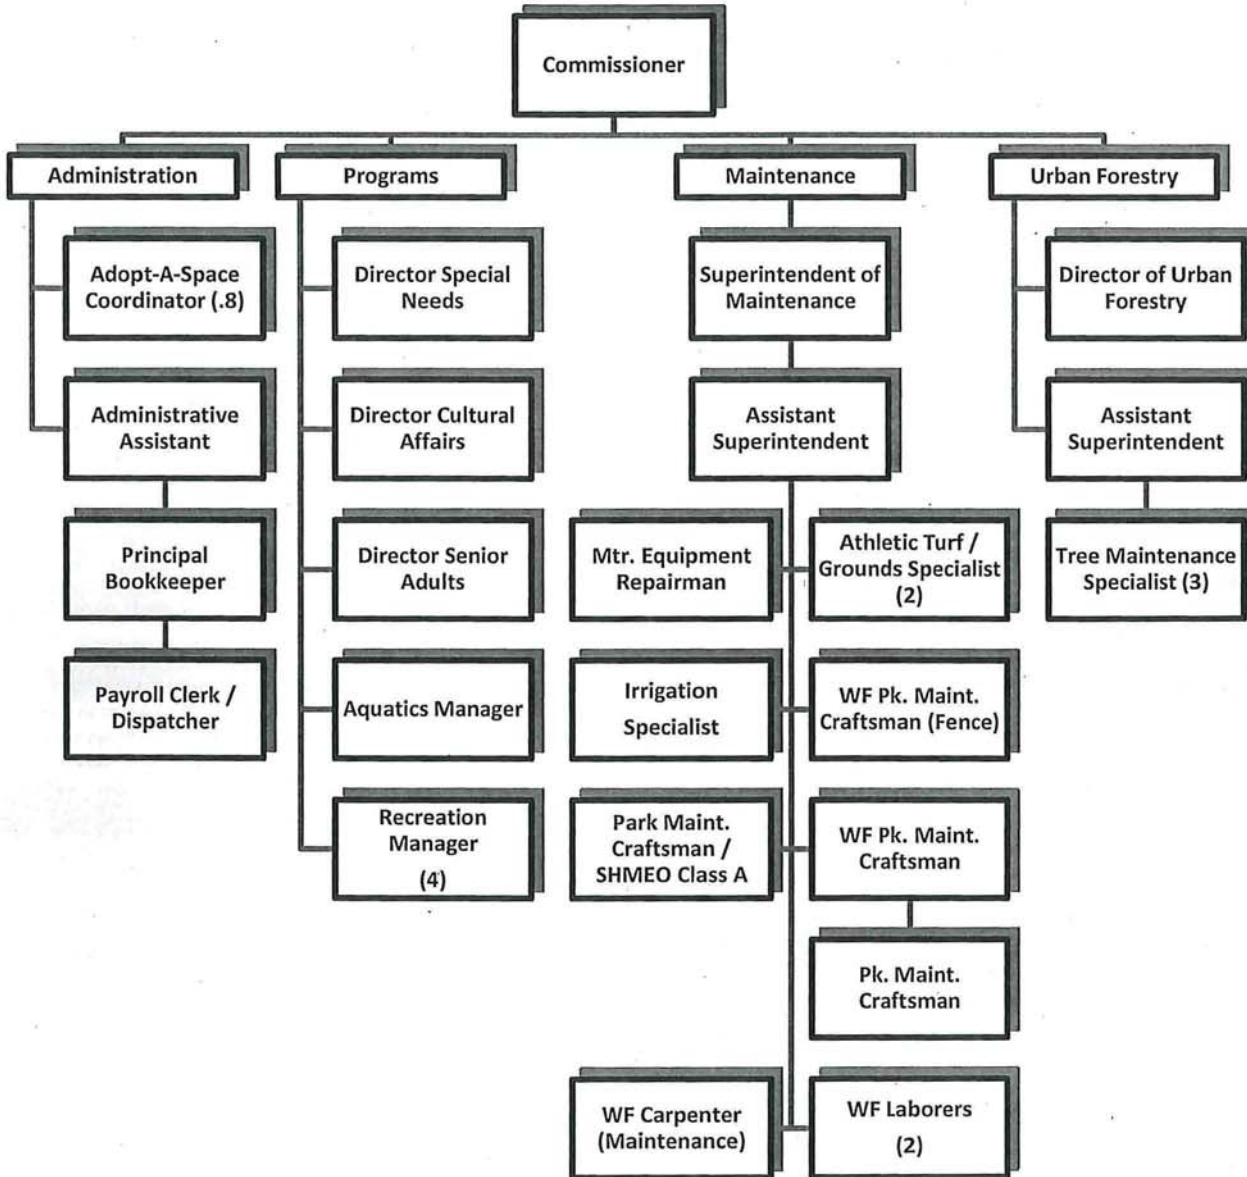 Commissioner
Administration
Programs
Maintenance
Urban Forestry
Adopt-A-Space
Coordinator (.8)
Director Special
Needs
Superintendent of
Maintenance
Director of Urban
Forestry
Administrative
Assistant
Director Cultural
Affairs
Assistant
Superintendent
Assistant
Superintendent
Principal
Bookkeeper
Director Senior
Adults
Mtr. Equipment
Repairman
Athletic Turf /
Grounds Specialist
(2)
Tree Maintenance
Specialist (3)
Payroll Clerk /
Dispatcher
Aquatics Manager
Irrigation
Specialist
WF Pk. Maint.
Craftsman (Fence)
Recreation
Manager
(4)
Park Maint.
Craftsman /
SHMEO Class A
WF Pk. Maint.
Craftsman
Pk. Maint.
Craftsman
WF Carpenter
(Maintenance)
WF Laborers
(2)